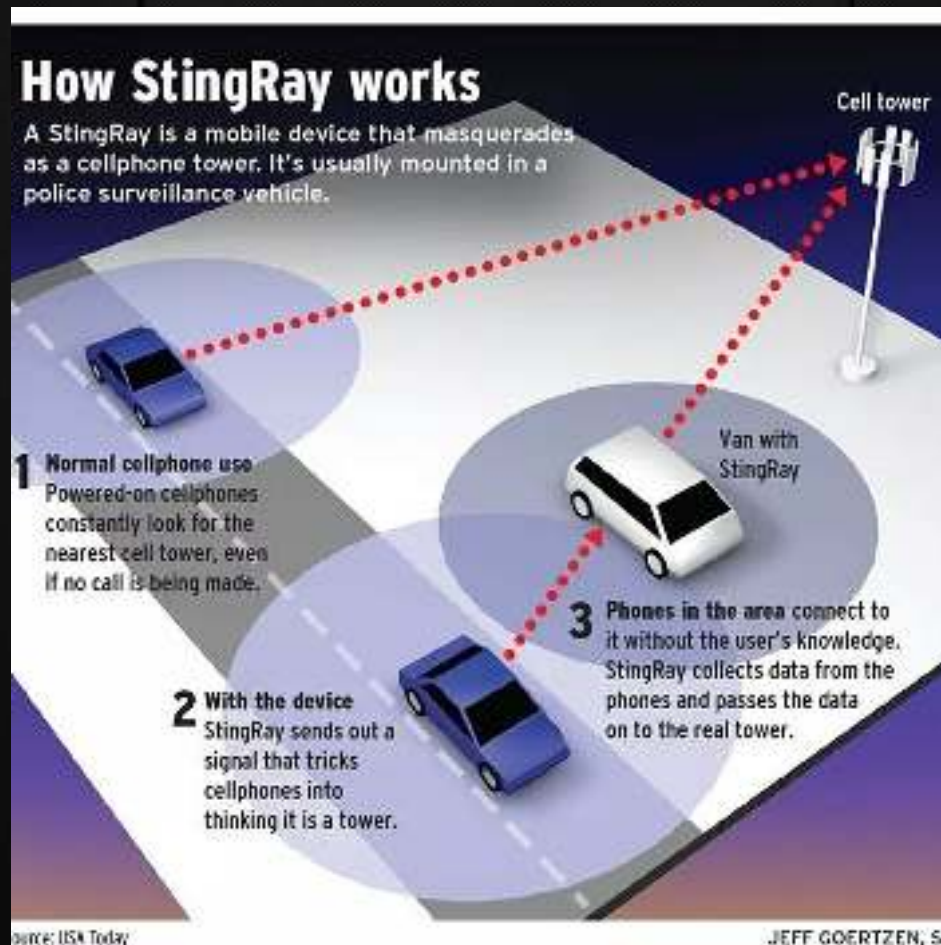 How StingRay works
A StingRay is a mobile device that masquerades
as a cellphone tower. It's usually mounted in a
police surveillance vehicle.
Cell tower
1 Normal cellphone use
Powered-on cellphones
constantly look for the
nearest cell tower, even
if no call is being made.
Van with
StingRay
2 With the device
StingRay sends out a
signal that tricks
cellphones into
thinking it is a tower.
3 Phones in the area connect to
it without the user's knowledge.
StingRay collects data from the
phones and passes the data
on to the real tower.
ource: USA Today
JEFF GOERTZEN, S